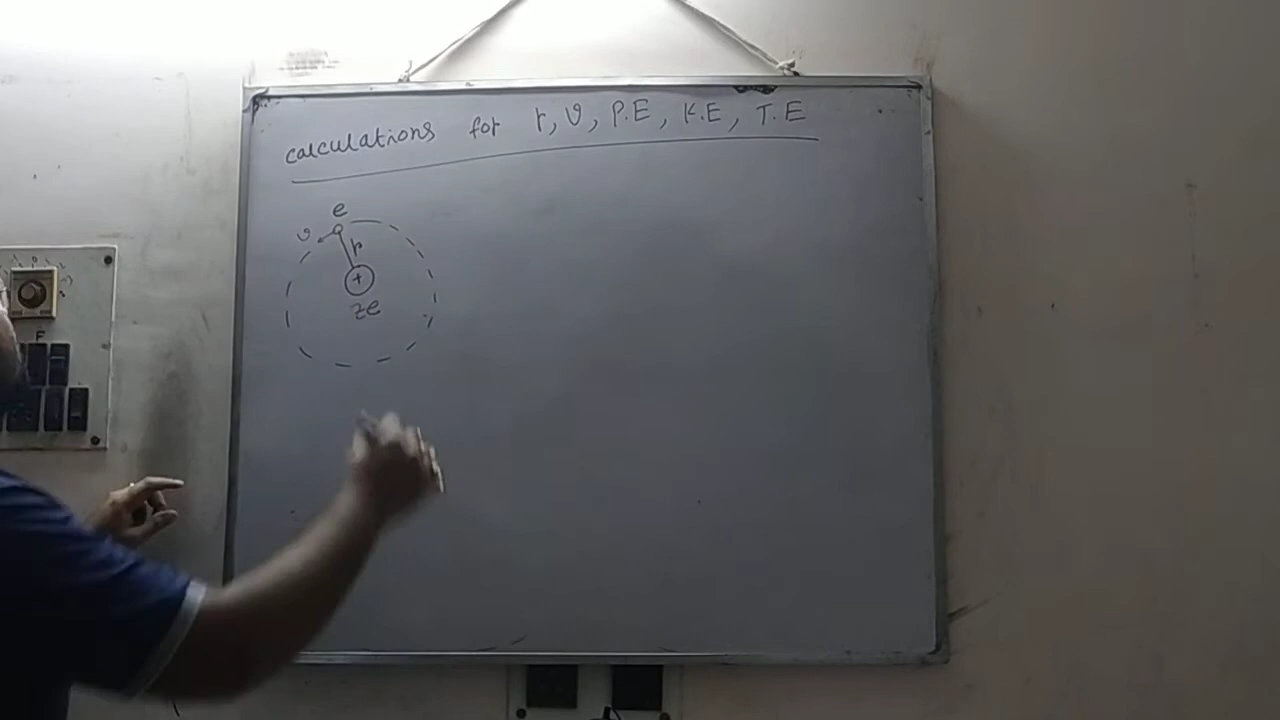 calculations for r, v, P.E, K.E, T.E
e
v
r
+
ze
F